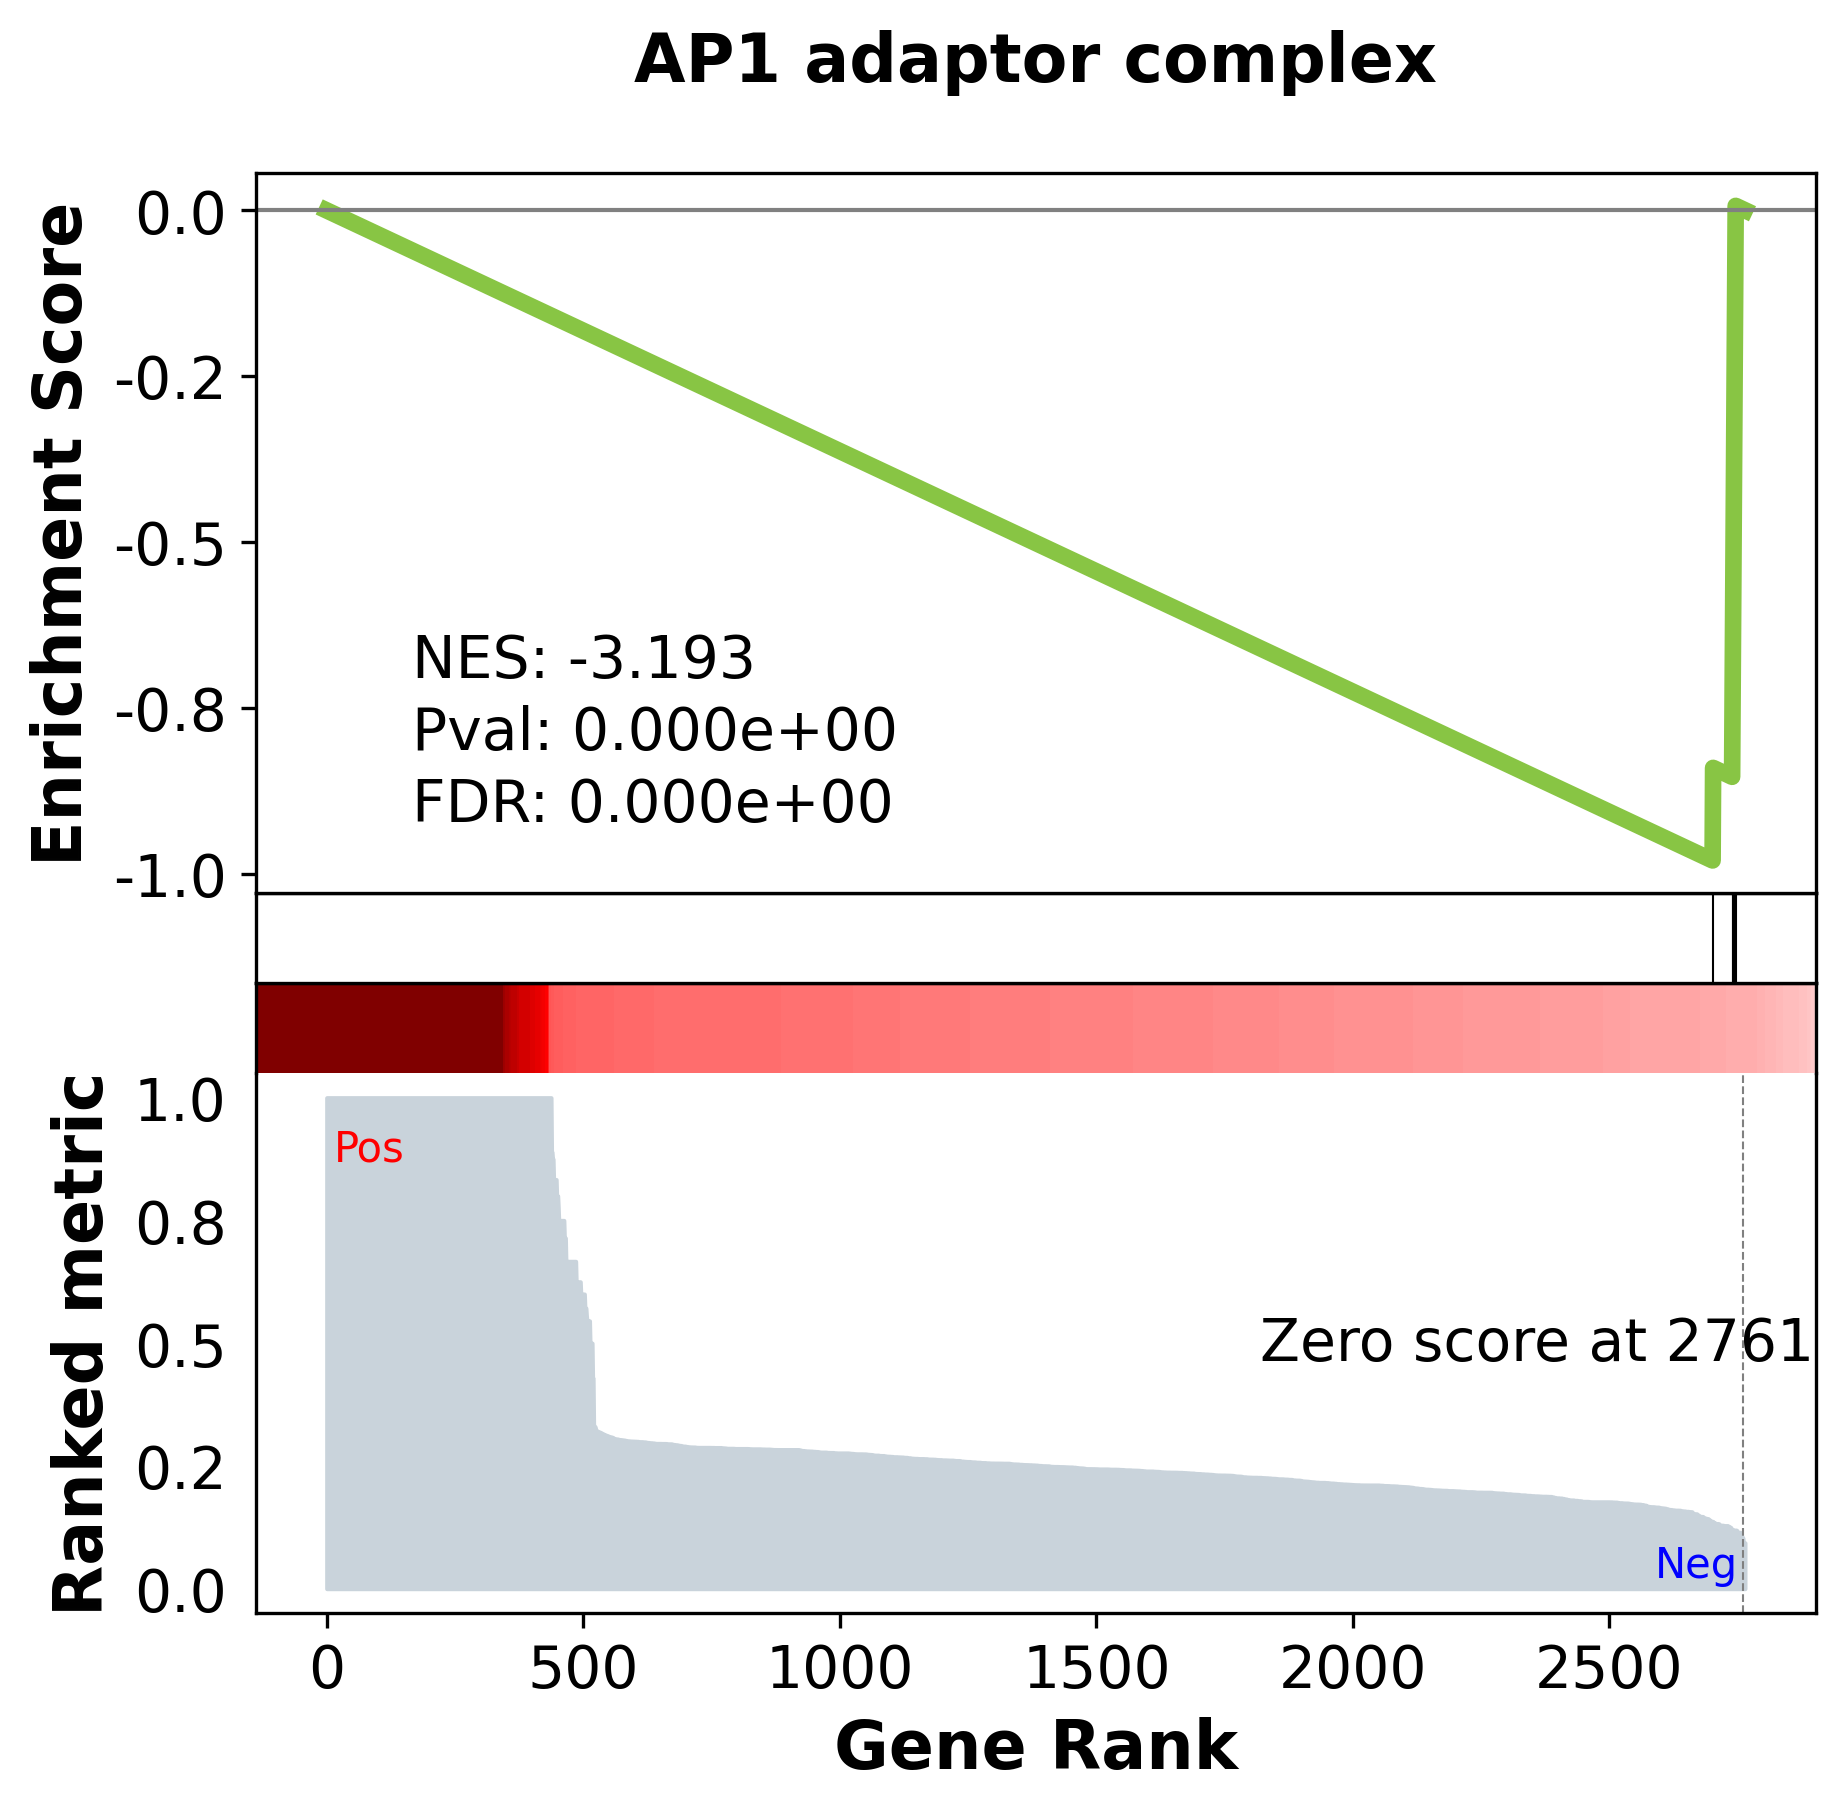 AP1 adaptor complex
Enrichment Score
0.0
-0.2
-0.5
-0.8
-1.0
NES: -3.193
Pval: 0.000e+00
FDR: 0.000e+00
Ranked metric
1.0
0.8
0.5
0.2
0.0
Pos
Zero score at 2761
Neg
0 500 1000 1500 2000 2500
Gene Rank